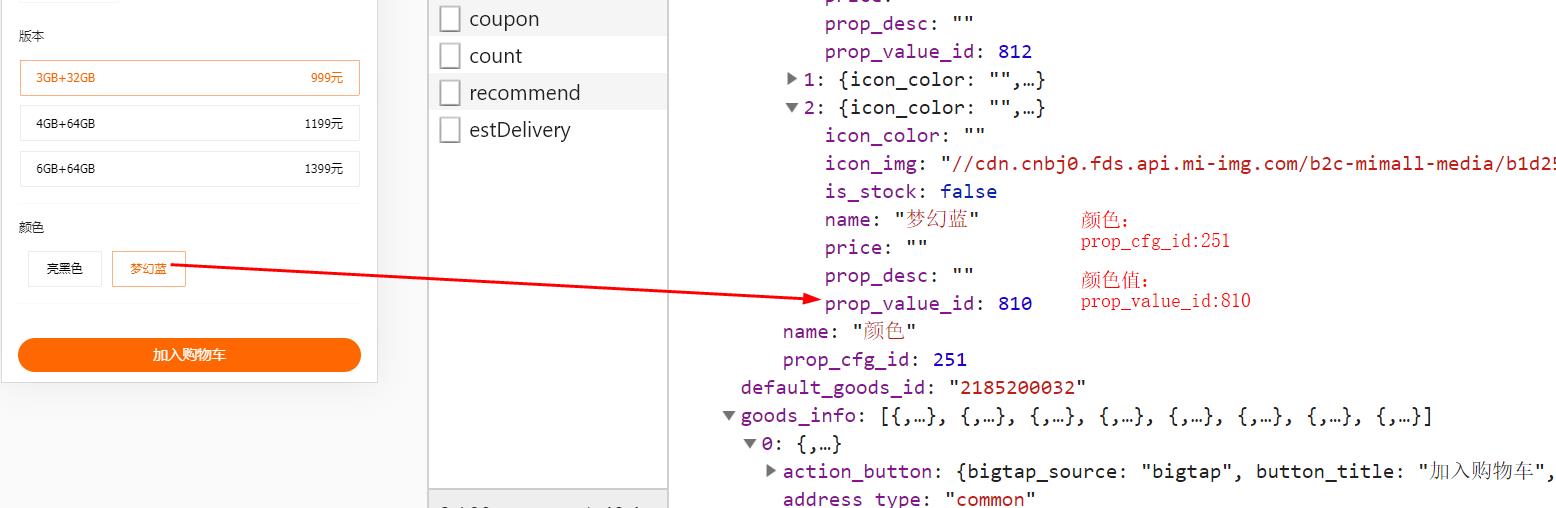 版本
3GB+32GB 999元
4GB+64GB 1199元
6GB+64GB 1399元
颜色
亮黑色 梦幻蓝
加入购物车
coupon
count
recommend
estDelivery
prop_desc: ""
prop_value_id: 812
1: {icon_color: "",…}
2: {icon_color: "",…}
icon_color: ""
icon_img: "//cdn.cnbj0.fds.api.mi-img.com/b2c-mimall-media/b1d25
is_stock: false
name: "梦幻蓝"
price: ""
prop_desc: ""
prop_value_id: 810
name: "颜色"
prop_cfg_id: 251
default_goods_id: "2185200032"
goods_info: [{,…}, {,…}, {,…}, {,…}, {,…}, {,…}, {,…}, {,…}]
0: {,…}
action_button: {bigtap_source: "bigtap", button_title: "加入购物车",
address_type: "common"
颜色：
prop_cfg_id:251
颜色值：
prop_value_id:810